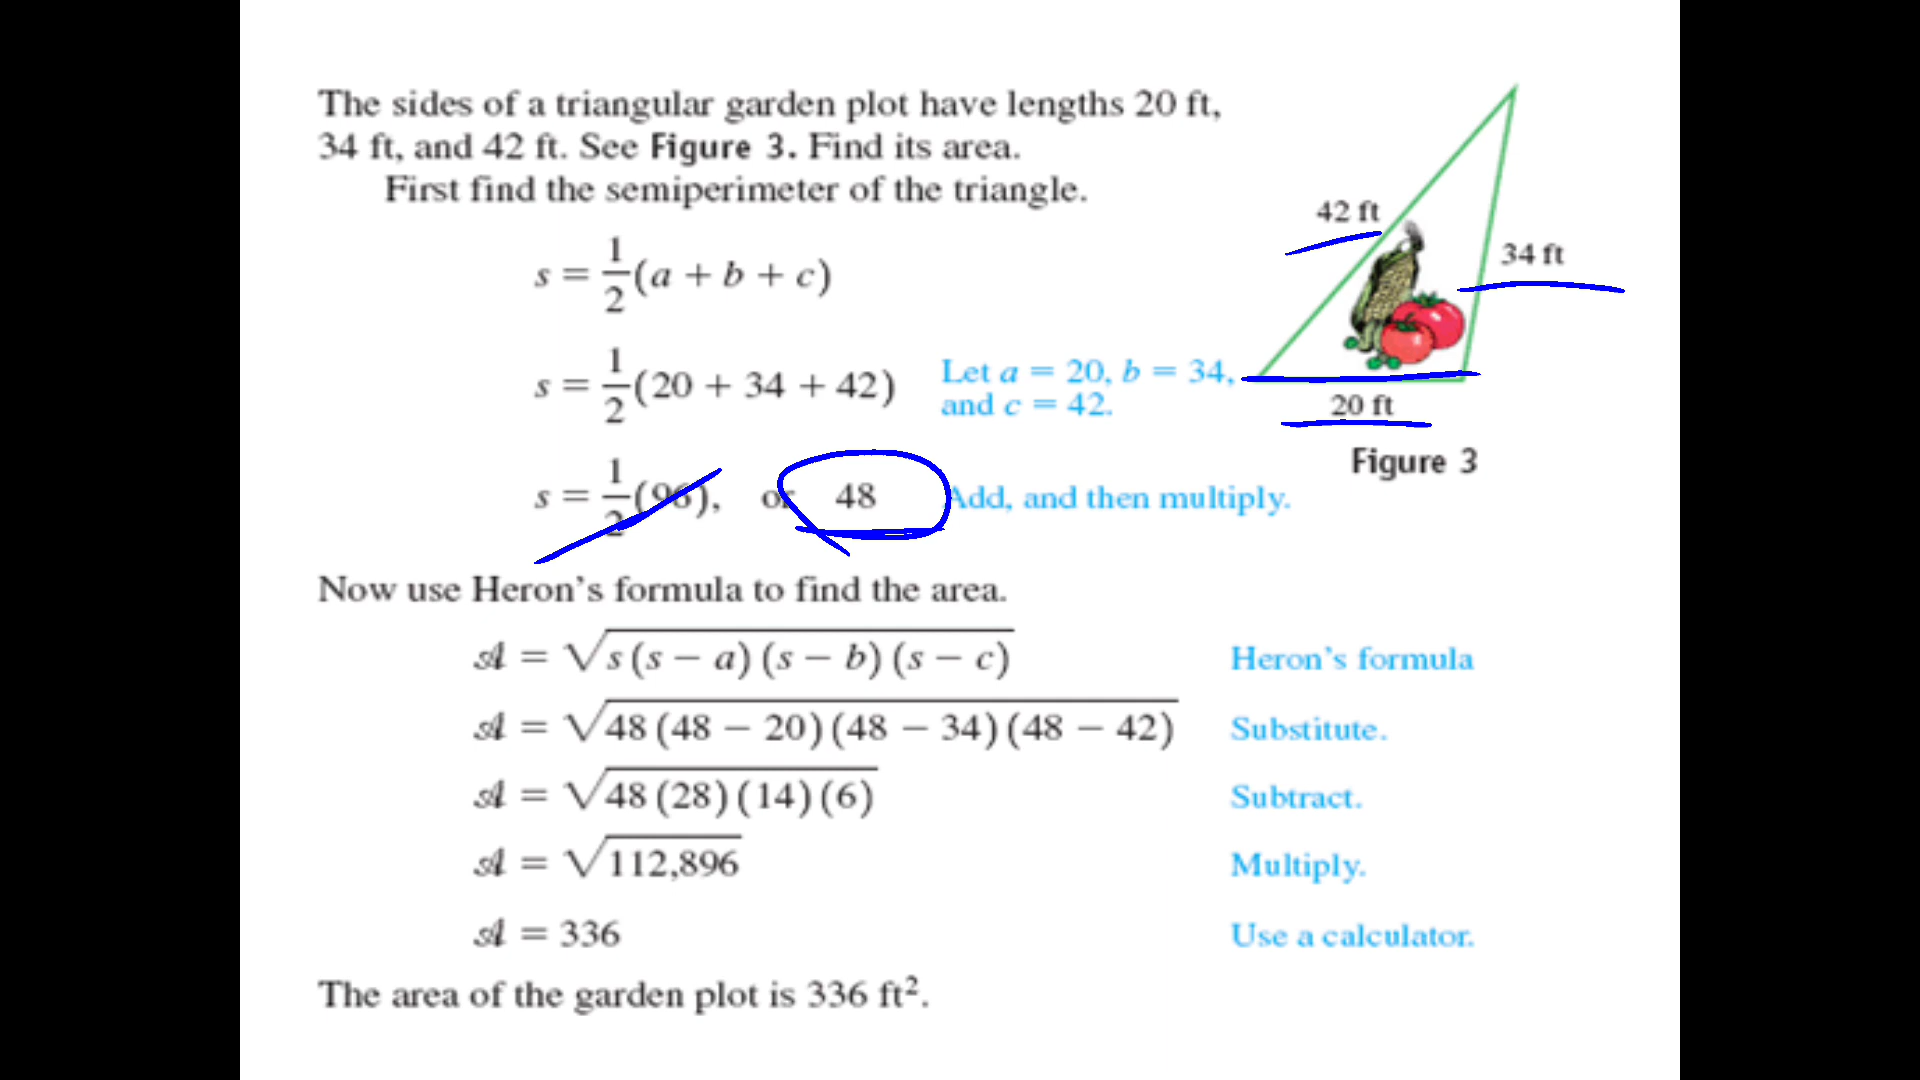 The sides of a triangular garden plot have lengths 20 ft,
34 ft, and 42 ft. See Figure 3. Find its area.
First find the semiperimeter of the triangle.
42 ft
34 ft
s = 1/2(a + b + c)
s = 1/2(20 + 34 + 42)
Let a = 20, b = 34,
and c = 42.
20 ft
Figure 3
s = 1/2(96), or 48
Add, and then multiply.
Now use Heron's formula to find the area.
𝒜 = √s(s − a)(s − b)(s − c)
Heron's formula
𝒜 = √48(48 − 20)(48 − 34)(48 − 42)
Substitute.
𝒜 = √48(28)(14)(6)
Subtract.
𝒜 = √112,896
Multiply.
𝒜 = 336
Use a calculator.
The area of the garden plot is 336 ft².